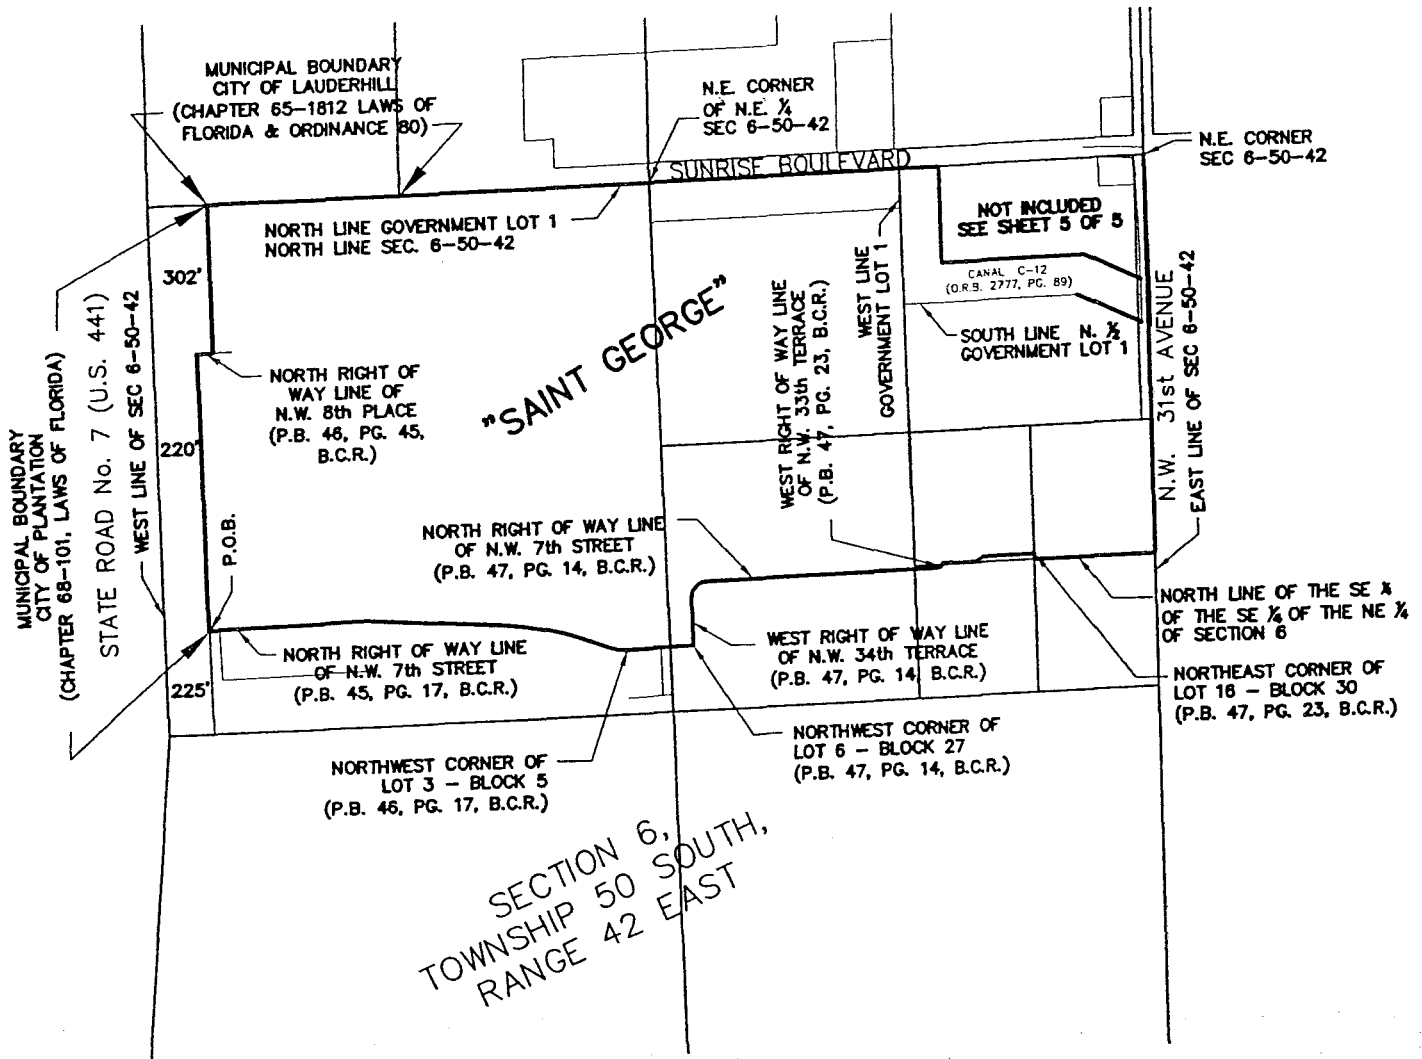 MUNICIPAL BOUNDARY
CITY OF LAUDERHILL
(CHAPTER 65-1812 LAWS OF
FLORIDA & ORDINANCE 80)
N.E. CORNER
OF N.E. ¼
SEC 6-50-42
N.E. CORNER
SEC 6-50-42
SUNRISE BOULEVARD
NORTH LINE GOVERNMENT LOT 1
NORTH LINE SEC. 6-50-42
NOT INCLUDED
SEE SHEET 5 OF 5
CANAL C-12
(O.R.B. 2777, PG. 89)
SOUTH LINE N. ½
GOVERNMENT LOT 1
WEST LINE
GOVERNMENT LOT 1
WEST RIGHT OF WAY LINE
OF N.W. 33th TERRACE
(P.B. 47, PG. 23, B.C.R.)
N.W. 31st AVENUE
EAST LINE OF SEC 6-50-42
302'
220'
225'
"SAINT GEORGE"
NORTH RIGHT OF
WAY LINE OF
N.W. 8th PLACE
(P.B. 46, PG. 45,
B.C.R.)
MUNICIPAL BOUNDARY
CITY OF PLANTATION
(CHAPTER 68-101, LAWS OF FLORIDA)
STATE ROAD No. 7 (U.S. 441)
WEST LINE OF SEC 6-50-42
P.O.B.
NORTH RIGHT OF WAY LINE
OF N.W. 7th STREET
(P.B. 47, PG. 14, B.C.R.)
NORTH RIGHT OF WAY LINE
OF N.W. 7th STREET
(P.B. 45, PG. 17, B.C.R.)
WEST RIGHT OF WAY LINE
OF N.W. 34th TERRACE
(P.B. 47, PG. 14, B.C.R.)
NORTH LINE OF THE SE ¼
OF THE SE ¼ OF THE NE ¼
OF SECTION 6
NORTHEAST CORNER OF
LOT 16 - BLOCK 30
(P.B. 47, PG. 23, B.C.R.)
NORTHWEST CORNER OF
LOT 6 - BLOCK 27
(P.B. 47, PG. 14, B.C.R.)
NORTHWEST CORNER OF
LOT 3 - BLOCK 5
(P.B. 46, PG. 17, B.C.R.)
SECTION 6,
TOWNSHIP 50 SOUTH,
RANGE 42 EAST